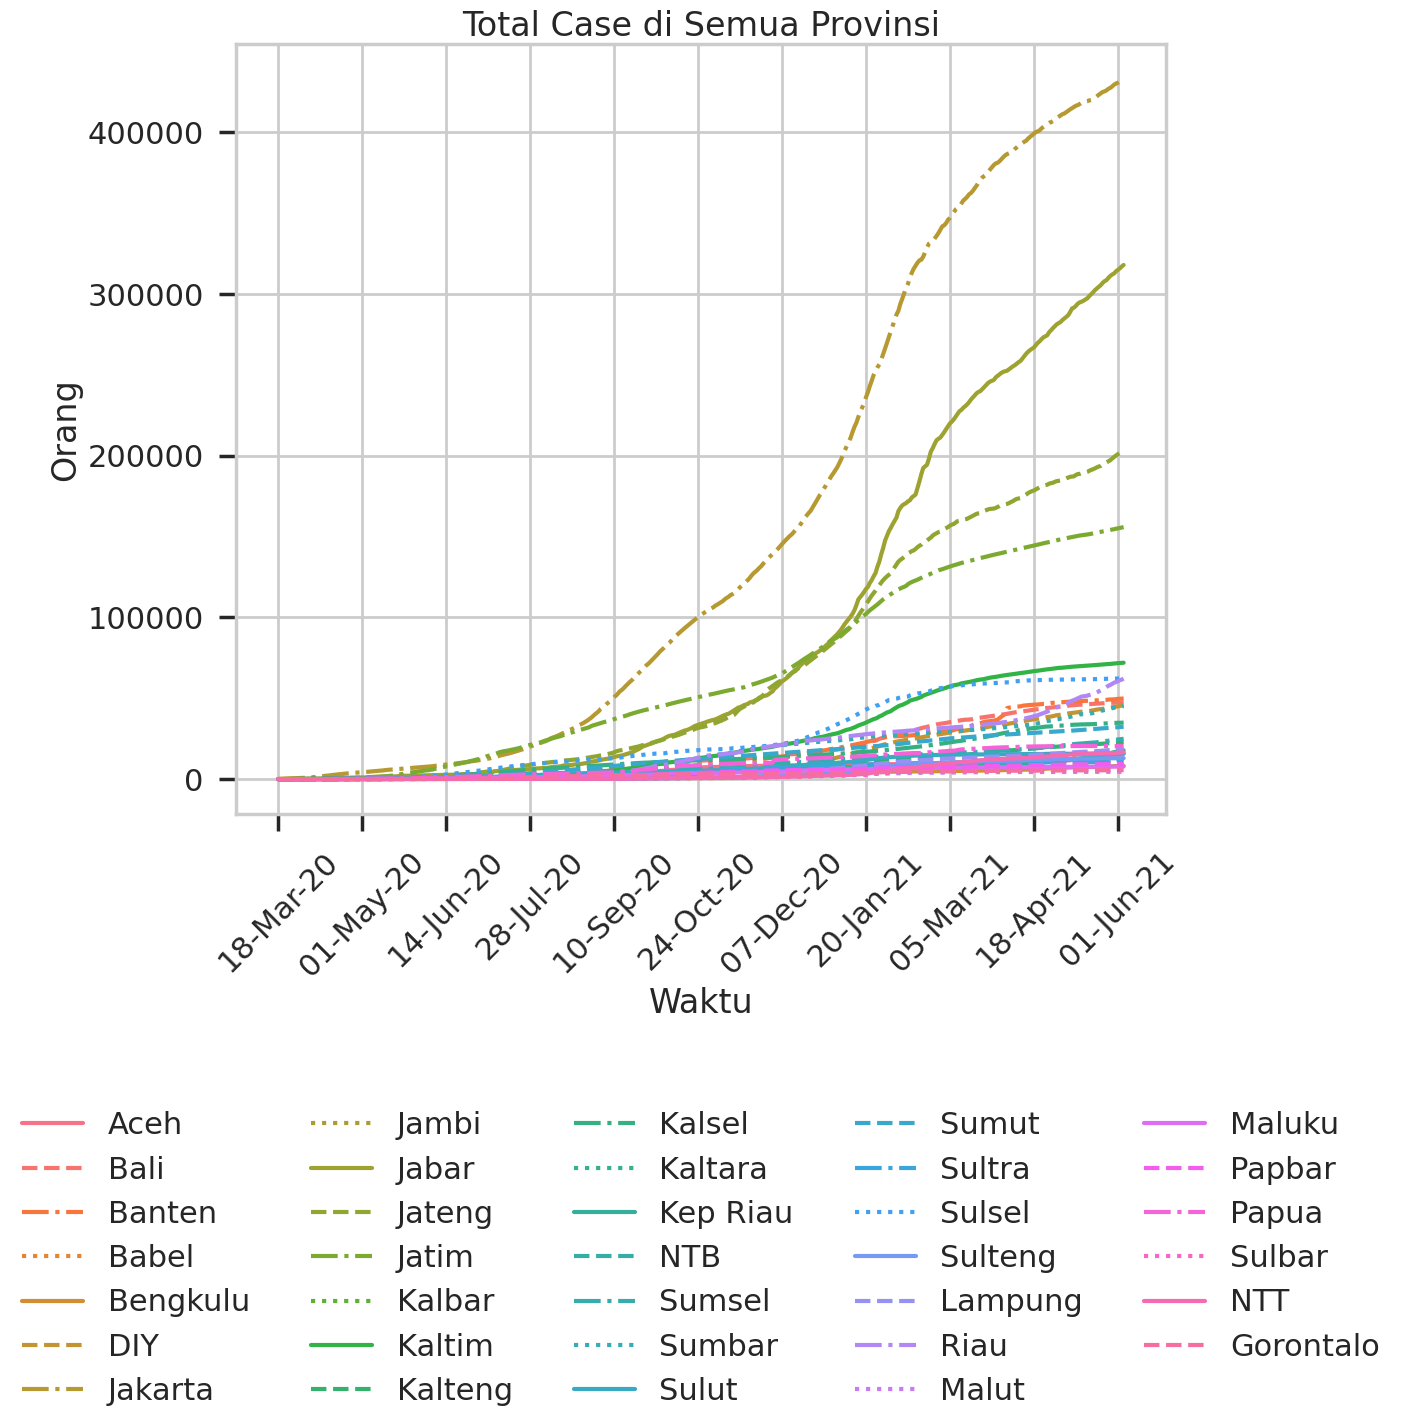 Total Case di Semua Provinsi
400000
300000
200000
100000
0
Orang
18-Mar-20
01-May-20
14-Jun-20
28-Jul-20
10-Sep-20
24-Oct-20
07-Dec-20
20-Jan-21
05-Mar-21
18-Apr-21
01-Jun-21
Waktu
Aceh
Bali
Banten
Babel
Bengkulu
DIY
Jakarta
Jambi
Jabar
Jateng
Jatim
Kalbar
Kaltim
Kalteng
Kalsel
Kaltara
Kep Riau
NTB
Sumsel
Sumbar
Sulut
Sumut
Sultra
Sulsel
Sulteng
Lampung
Riau
Malut
Maluku
Papbar
Papua
Sulbar
NTT
Gorontalo